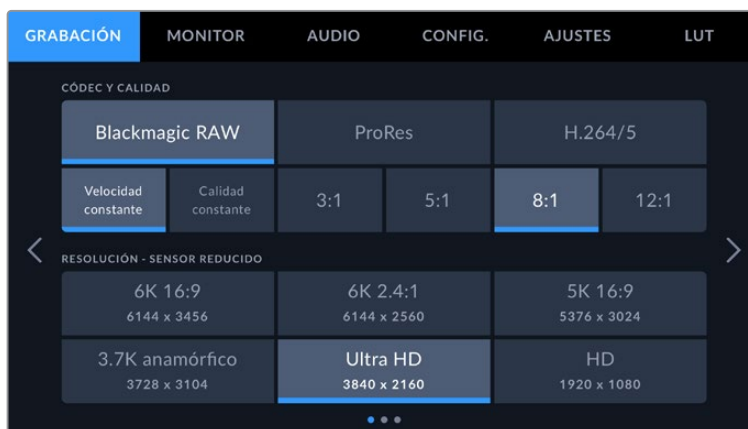 GRABACIÓN MONITOR AUDIO CONFIG. AJUSTES LUT
CÓDEC Y CALIDAD
Blackmagic RAW ProRes H.264/5
Velocidad constante Calidad constante 3:1 5:1 8:1 12:1
RESOLUCIÓN - SENSOR REDUCIDO
6K 16:9 6K 2.4:1 5K 16:9
6144 x 3456 6144 x 2560 5376 x 3024
3.7K anamórfico Ultra HD HD
3728 x 3104 3840 x 2160 1920 x 1080